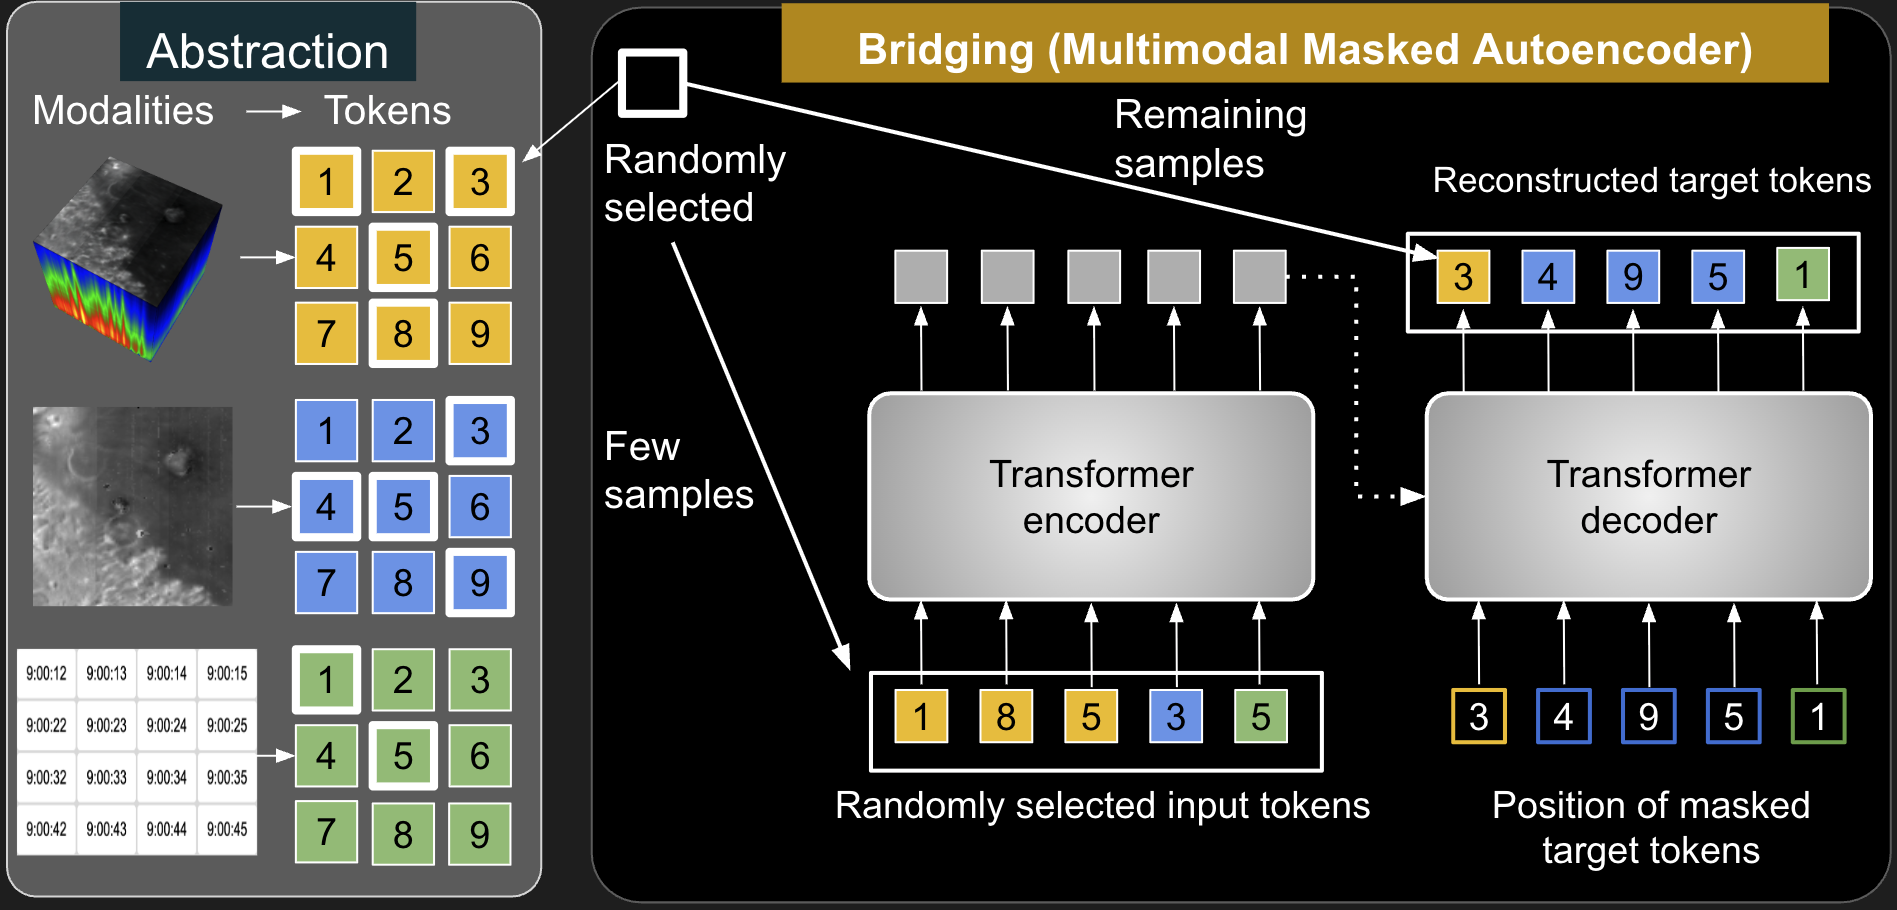 Abstraction
Modalities
Tokens
1 2 3
4 5 6
7 8 9
1 2 3
4 5 6
7 8 9
9:00:12 9:00:13 9:00:14 9:00:15
9:00:22 9:00:23 9:00:24 9:00:25
9:00:32 9:00:33 9:00:34 9:00:35
9:00:42 9:00:43 9:00:44 9:00:45
1 2 3
4 5 6
7 8 9
Bridging (Multimodal Masked Autoencoder)
Randomly
selected
Few
samples
Remaining
samples
Transformer
encoder
1 8 5 3 5
Randomly selected input tokens
Reconstructed target tokens
3 4 9 5 1
Transformer
decoder
3 4 9 5 1
Position of masked
target tokens